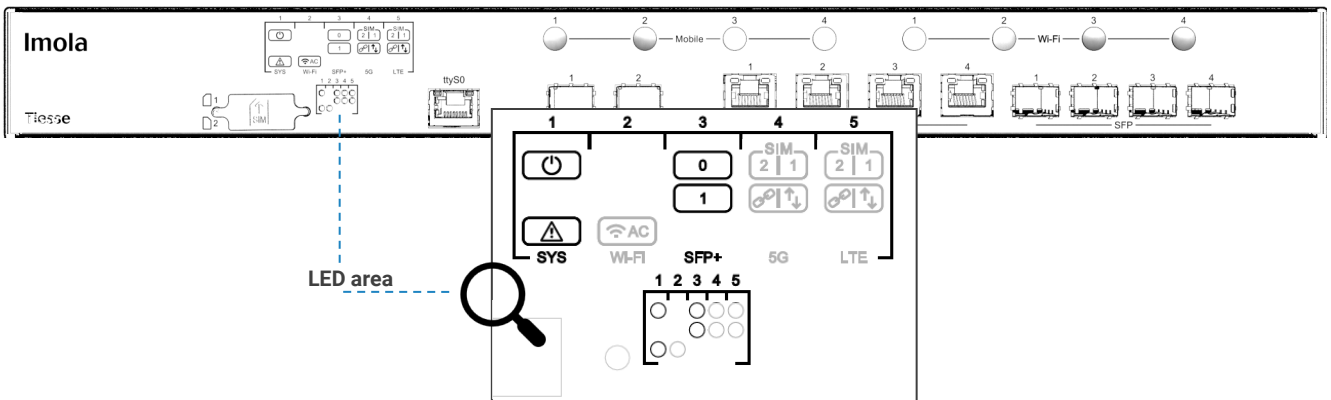 Imola
Tiesse
1 2 3 4 5
SIM SIM
0 2 1 2 1
1
AC
SYS Wi-Fi SFP+ 5G LTE
1 2 3 4 5
1
2
SIM
ttyS0
1 2 3 4
Mobile
1 2 3 4
Wi-Fi
1 2
1 2 3 4
1 2 3 4
SFP
LED area
1 2 3 4 5
SIM SIM
0 2 1 2 1
1
AC
SYS WI-FI SFP+ 5G LTE
1 2 3 4 5